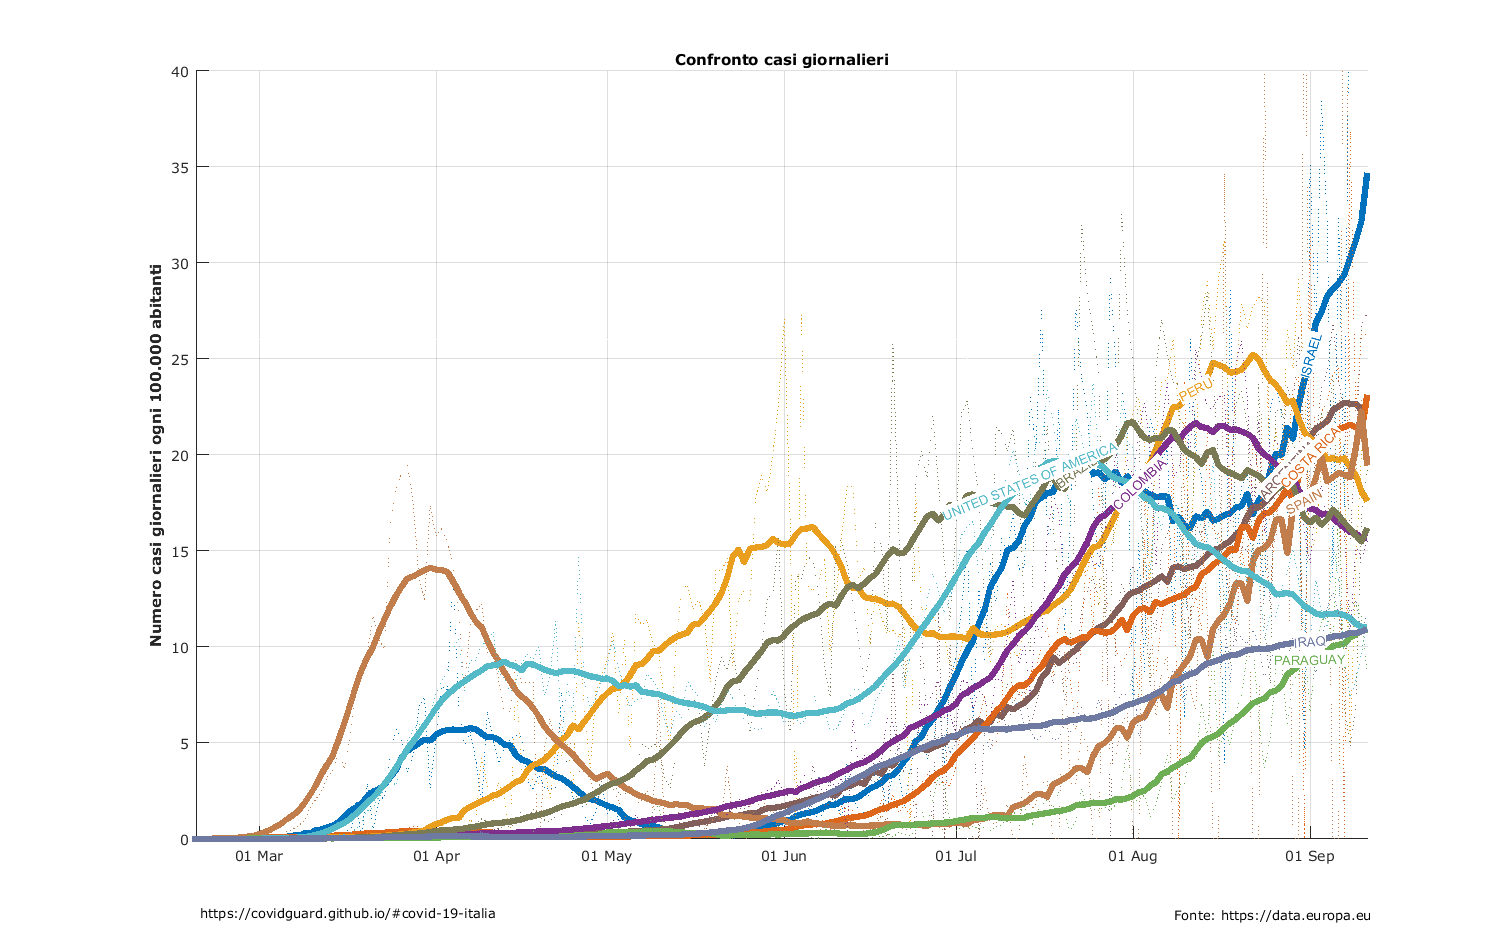 Confronto casi giornalieri
Numero casi giornalieri ogni 100.000 abitanti
40
35
30
25
20
15
10
5
0
01 Mar
01 Apr
01 May
01 Jun
01 Jul
01 Aug
01 Sep
ISRAEL
PERU
UNITED STATES OF AMERICA
COLOMBIA
COSTA RICA
SPAIN
IRAQ
PARAGUAY
https://covidguard.github.io/#covid-19-italia
Fonte: https://data.europa.eu